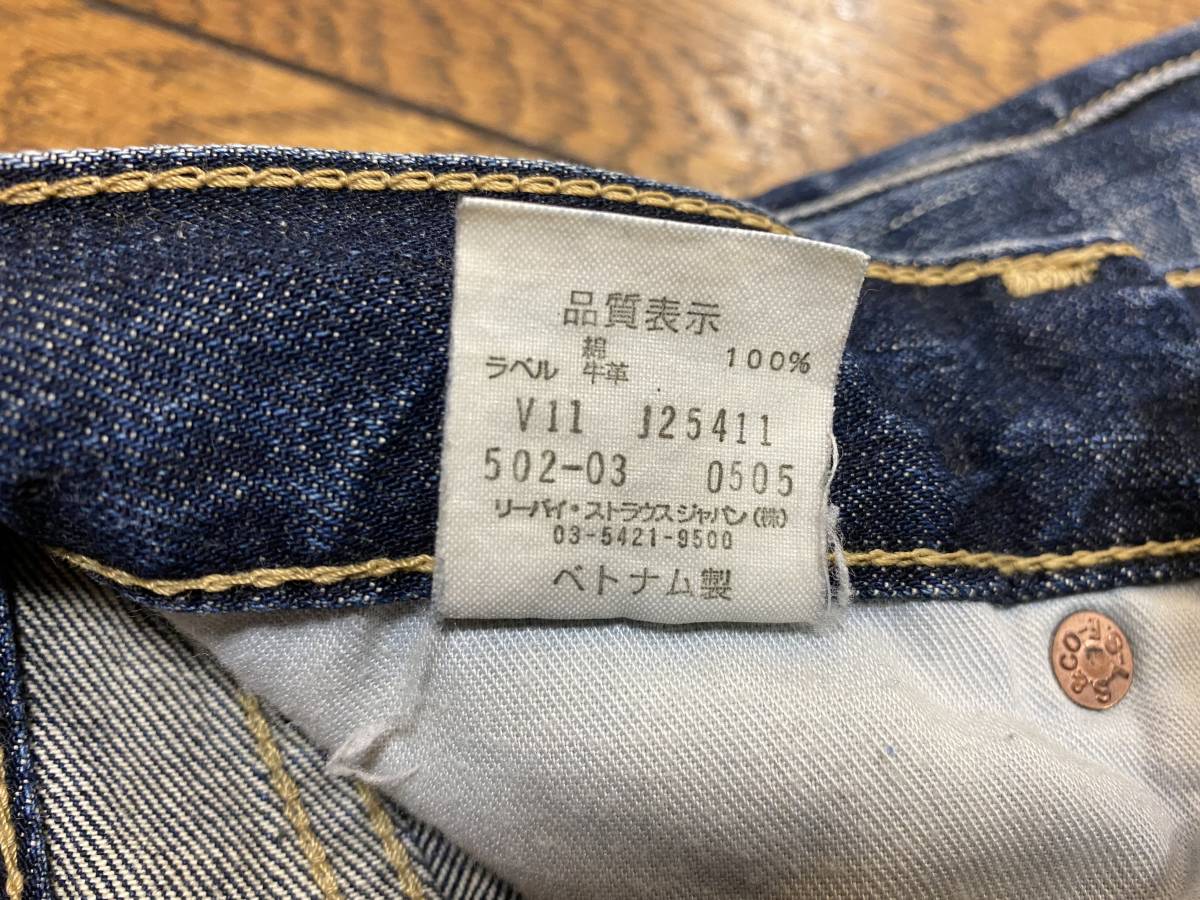 品質表示
綿 100%
ラベル 牛革
V11 J25411
502-03 0505
リーバイ・ストラウスジャパン(株)
03-5421-9500
ベトナム製
&CO-
L.S.